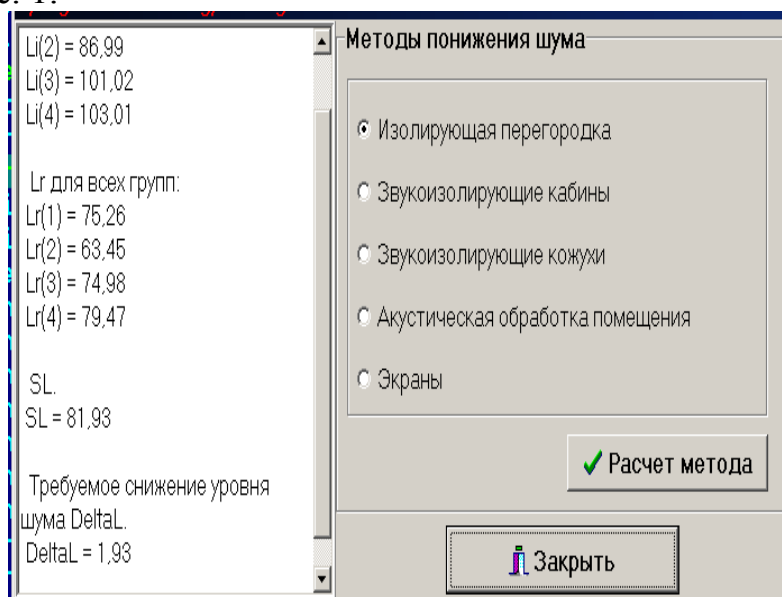 Li(2) = 86,99
Li(3) = 101,02
Li(4) = 103,01
Lr для всех групп:
Lr(1) = 75,26
Lr(2) = 63,45
Lr(3) = 74,98
Lr(4) = 79,47
SL.
SL = 81,93
Требуемое снижение уровня
шума DeltaL.
DeltaL = 1,93
Методы понижения шума
Изолирующая перегородка
Звукоизолирующие кабины
Звукоизолирующие кожухи
Акустическая обработка помещения
Экраны
Расчет метода
Закрыть